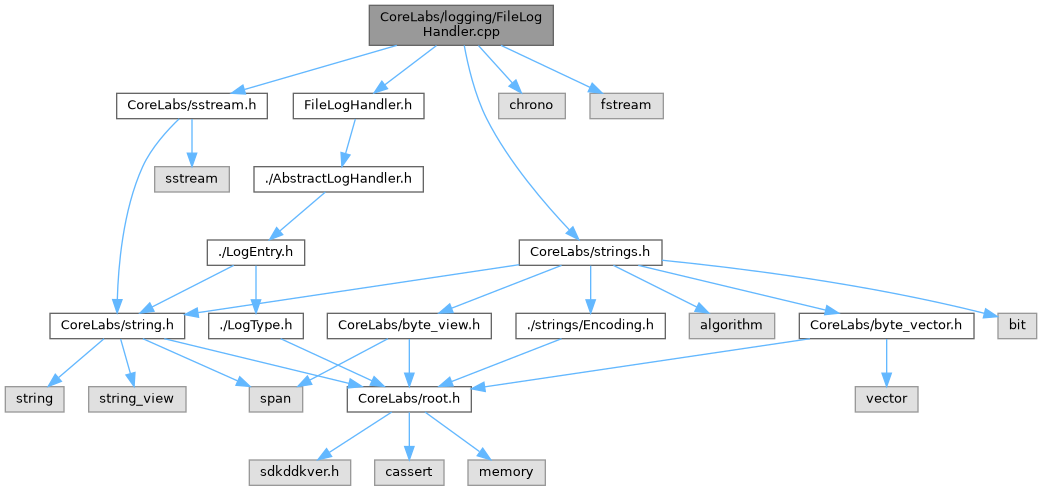 CoreLabs/logging/FileLog
Handler.cpp
CoreLabs/sstream.h
FileLogHandler.h
chrono
fstream
sstream
./AbstractLogHandler.h
./LogEntry.h
CoreLabs/strings.h
CoreLabs/string.h
./LogType.h
CoreLabs/byte_view.h
./strings/Encoding.h
algorithm
CoreLabs/byte_vector.h
bit
string
string_view
span
CoreLabs/root.h
vector
sdkddkver.h
cassert
memory